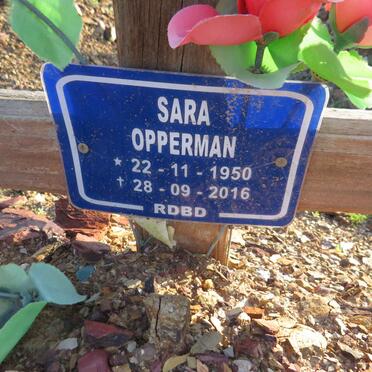 SARA
OPPERMAN
* 22 - 11 - 1950
† 28 - 09 - 2016
RDBD